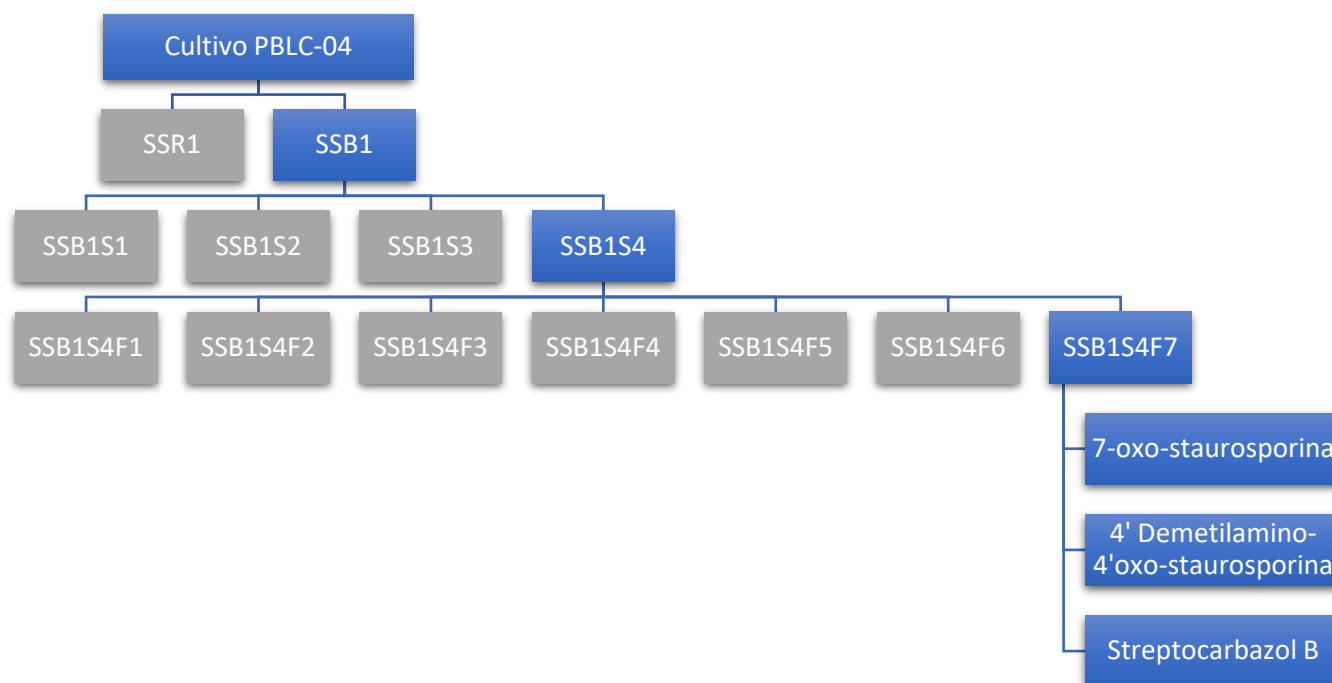 Cultivo PBLC-04
SSR1
SSB1
SSB1S1
SSB1S2
SSB1S3
SSB1S4
SSB1S4F1
SSB1S4F2
SSB1S4F3
SSB1S4F4
SSB1S4F5
SSB1S4F6
SSB1S4F7
7-oxo-staurosporina
4' Demetilamino-
4'oxo-staurosporina
Streptocarbazol B